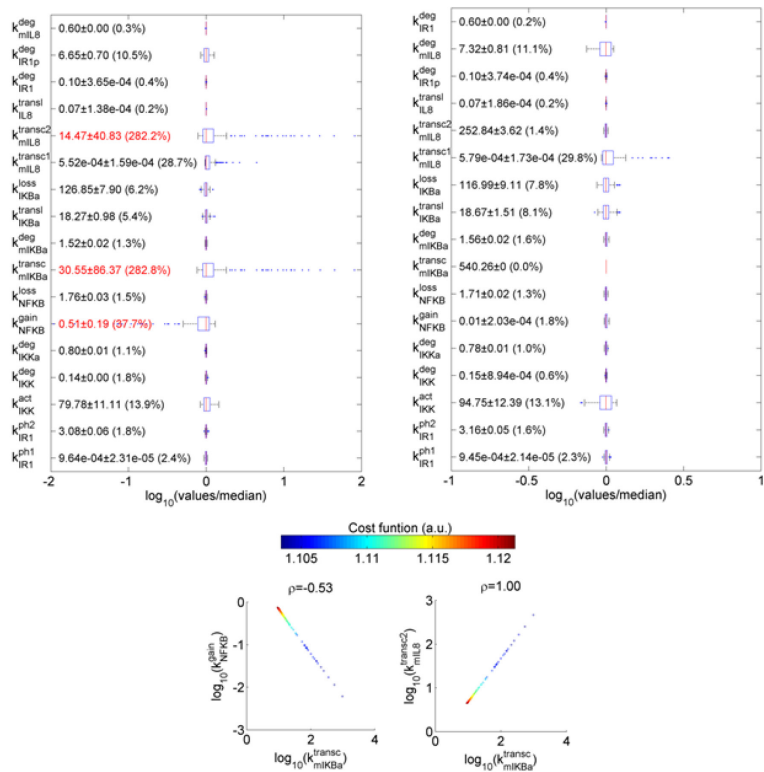 k^deg_mIL8 0.60±0.00 (0.3%)
k^deg_IR1p 6.65±0.70 (10.5%)
k^deg_IR1 0.10±3.65e-04 (0.4%)
k^transl_IL8 0.07±1.38e-04 (0.2%)
k^transc2_mIL8 14.47±40.83 (282.2%)
k^transc1_mIL8 5.52e-04±1.59e-04 (28.7%)
k^loss_IKBa 126.85±7.90 (6.2%)
k^transl_IKBa 18.27±0.98 (5.4%)
k^deg_mIKBa 1.52±0.02 (1.3%)
k^transc_mIKBa 30.55±86.37 (282.8%)
k^loss_NFKB 1.76±0.03 (1.5%)
k^gain_NFKB 0.51±0.19 (37.7%)
k^deg_IKKa 0.80±0.01 (1.1%)
k^deg_IKK 0.14±0.00 (1.8%)
k^act_IKK 79.78±11.11 (13.9%)
k^ph2_IR1 3.08±0.06 (1.8%)
k^ph1_IR1 9.64e-04±2.31e-05 (2.4%)
-2 -1 0 1 2
log10(values/median)
k^deg_IR1 0.60±0.00 (0.2%)
k^deg_mIL8 7.32±0.81 (11.1%)
k^deg_IR1p 0.10±3.74e-04 (0.4%)
k^transl_IL8 0.07±1.86e-04 (0.2%)
k^transc2_mIL8 252.84±3.62 (1.4%)
k^transc1_mIL8 5.79e-04±1.73e-04 (29.8%)
k^loss_IKBa 116.99±9.11 (7.8%)
k^transl_IKBa 18.67±1.51 (8.1%)
k^deg_mIKBa 1.56±0.02 (1.6%)
k^transc_mIKBa 540.26±0 (0.0%)
k^loss_NFKB 1.71±0.02 (1.3%)
k^gain_NFKB 0.01±2.03e-04 (1.8%)
k^deg_IKKa 0.78±0.01 (1.0%)
k^deg_IKK 0.15±8.94e-04 (0.6%)
k^act_IKK 94.75±12.39 (13.1%)
k^ph2_IR1 3.16±0.05 (1.6%)
k^ph1_IR1 9.45e-04±2.14e-05 (2.3%)
-1 -0.5 0 0.5 1
log10(values/median)
Cost funtion (a.u.)
1.105 1.11 1.115 1.12
ρ=-0.53
0
-1
-2
-3
log10(k^gain_NFKB)
0 2 4
log10(k^transc_mIKBa)
ρ=1.00
3
2
1
0
log10(k^transc2_mIL8)
0 2 4
log10(k^transc_mIKBa)